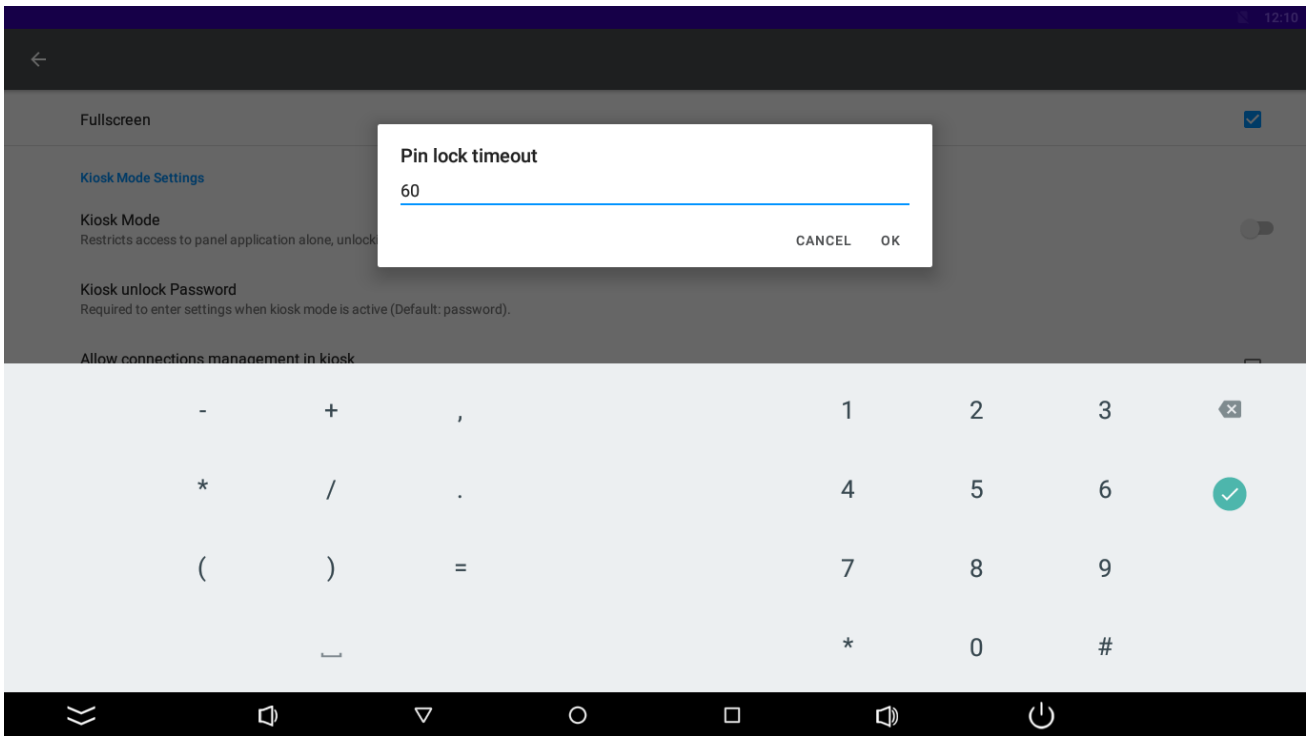 12:10
Fullscreen
Pin lock timeout
Kiosk Mode Settings
60
Kiosk Mode
Restricts access to panel application alone, unlock
CANCEL OK
Kiosk unlock Password
Required to enter settings when kiosk mode is active (Default: password).
Allow connections management in kiosk
- + , 1 2 3
* / . 4 5 6
( ) = 7 8 9
* 0 #